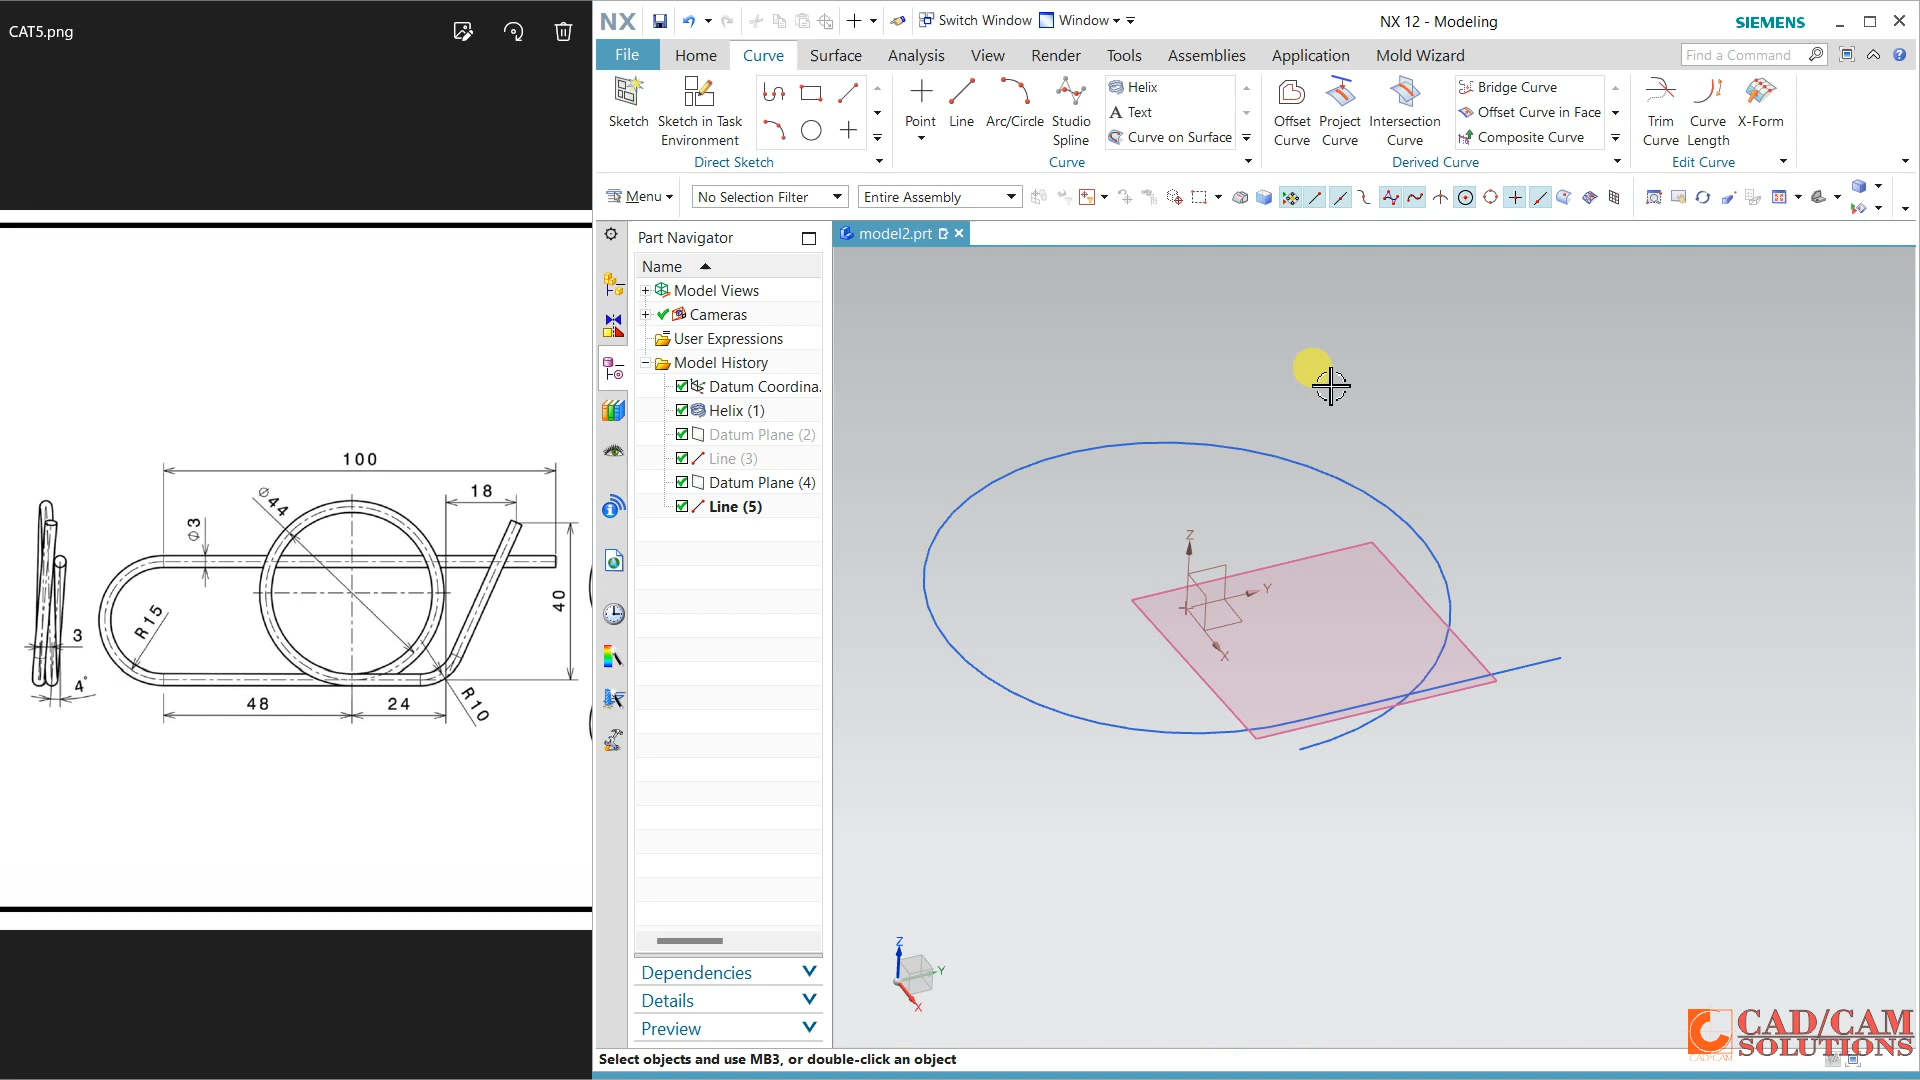 CAT5.png
100
18
Ø44
Ø3
R15
40
3
4°
48
24
R10
NX
Switch Window
Window
NX 12 - Modeling
SIEMENS
File
Home
Curve
Surface
Analysis
View
Render
Tools
Assemblies
Application
Mold Wizard
Find a Command
Sketch
Sketch in Task
Environment
Direct Sketch
Point
Line
Arc/Circle
Studio
Spline
Helix
Text
Curve on Surface
Curve
Offset
Curve
Project
Curve
Intersection
Curve
Bridge Curve
Offset Curve in Face
Composite Curve
Derived Curve
Trim
Curve
Curve
Length
X-Form
Edit Curve
Menu
No Selection Filter
Entire Assembly
Part Navigator
model2.prt
Name
Model Views
Cameras
User Expressions
Model History
Datum Coordina.
Helix (1)
Datum Plane (2)
Line (3)
Datum Plane (4)
Line (5)
Dependencies
Details
Preview
Z
Y
X
Z
Y
X
Select objects and use MB3, or double-click an object
CAD/CAM
SOLUTIONS
CAD/CAM